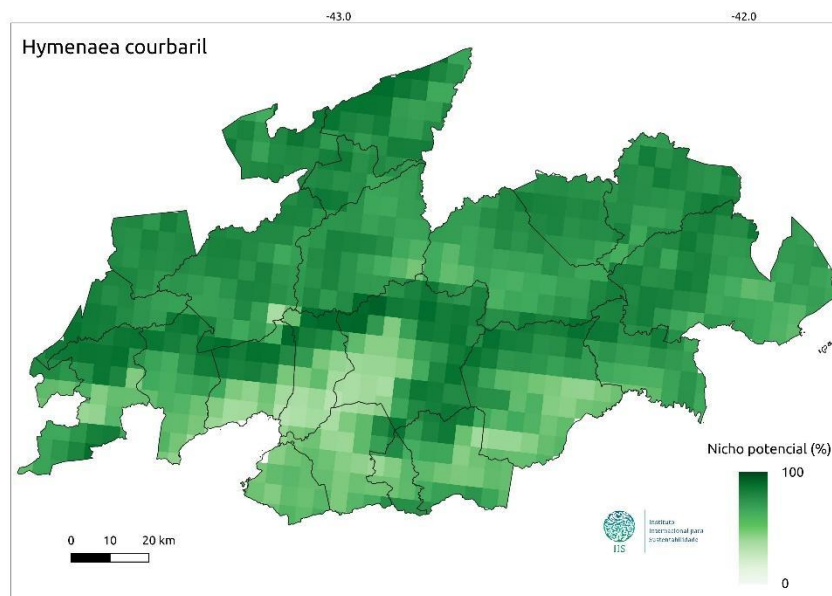 -43.0
-42.0
Hymenaea courbaril
Nicho potencial (%)
100
0
0
10
20 km
IIS
Instituto
Internacional para
Sustentabilidade